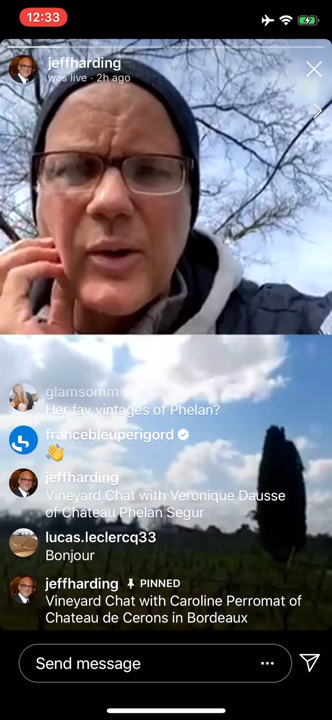 12:33
jeffharding
was live · 2h ago
glamsomm
Her fav vintages of Phelan?
francebleuperigord
👋
jeffharding
Vineyard Chat with Veronique Dausse
of Château Phelan Segur
lucas.leclercq33
Bonjour
jeffharding PINNED
Vineyard Chat with Caroline Perromat of
Chateau de Cerons in Bordeaux
Send message